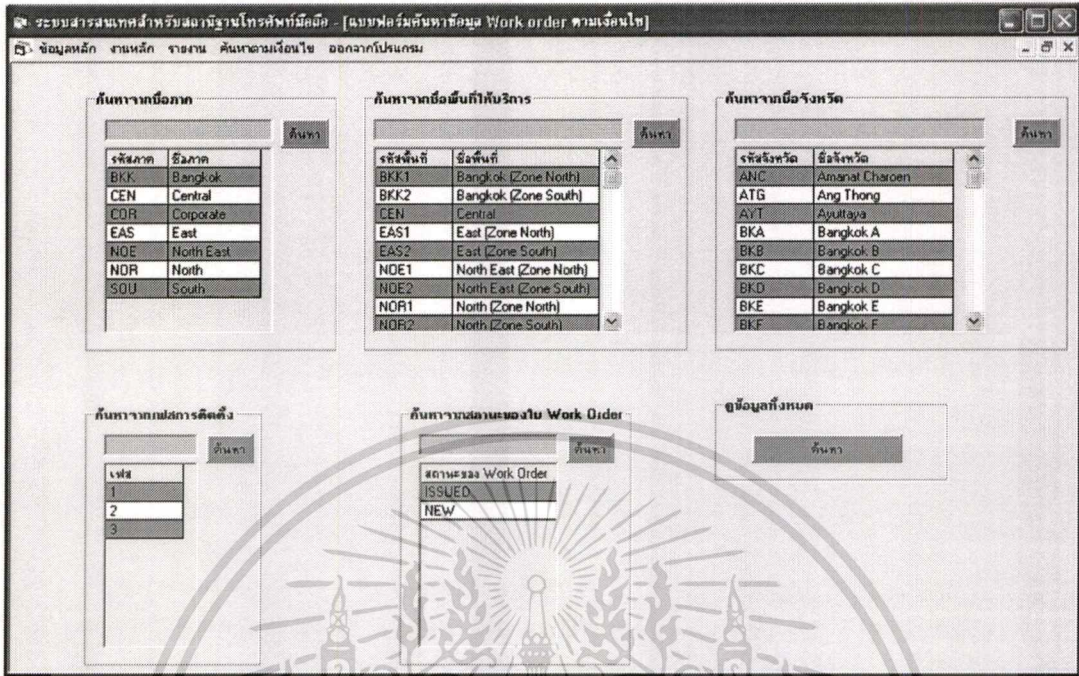 ระบบสารสนเทศสำหรับสถานีฐานโทรศัพท์มือถือ - [แบบฟอร์มค้นหาข้อมูล Work order ตามเงื่อนไข]
ข้อมูลหลัก งานหลัก รายงาน ค้นหาตามเงื่อนไข ออกจากโปรแกรม
ค้นหาจากชื่อภาค
ค้นหา
รหัสภาค ชื่อภาค
BKK Bangkok
CEN Central
COR Corporate
EAS East
NOE North East
NOR North
SOU South
ค้นหาจากชื่อพื้นที่ให้บริการ
ค้นหา
รหัสพื้นที่ ชื่อพื้นที่
BKK1 Bangkok (Zone North)
BKK2 Bangkok (Zone South)
CEN Central
EAS1 East (Zone North)
EAS2 East (Zone South)
NOE1 North East (Zone North)
NOE2 North East (Zone South)
NOR1 North (Zone North)
NOR2 North (Zone South)
ค้นหาจากชื่อจังหวัด
ค้นหา
รหัสจังหวัด ชื่อจังหวัด
ANC Amanat Charoen
ATG Ang Thong
AYT Ayuttaya
BKA Bangkok A
BKB Bangkok B
BKC Bangkok C
BKD Bangkok D
BKE Bangkok E
BKF Bangkok F
ค้นหาจากเฟสการติดตั้ง
ค้นหา
เฟส
1
2
3
ค้นหาจากสถานะของใบ Work Order
ค้นหา
สถานะของ Work Order
ISSUED
NEW
ดูข้อมูลทั้งหมด
ค้นหา